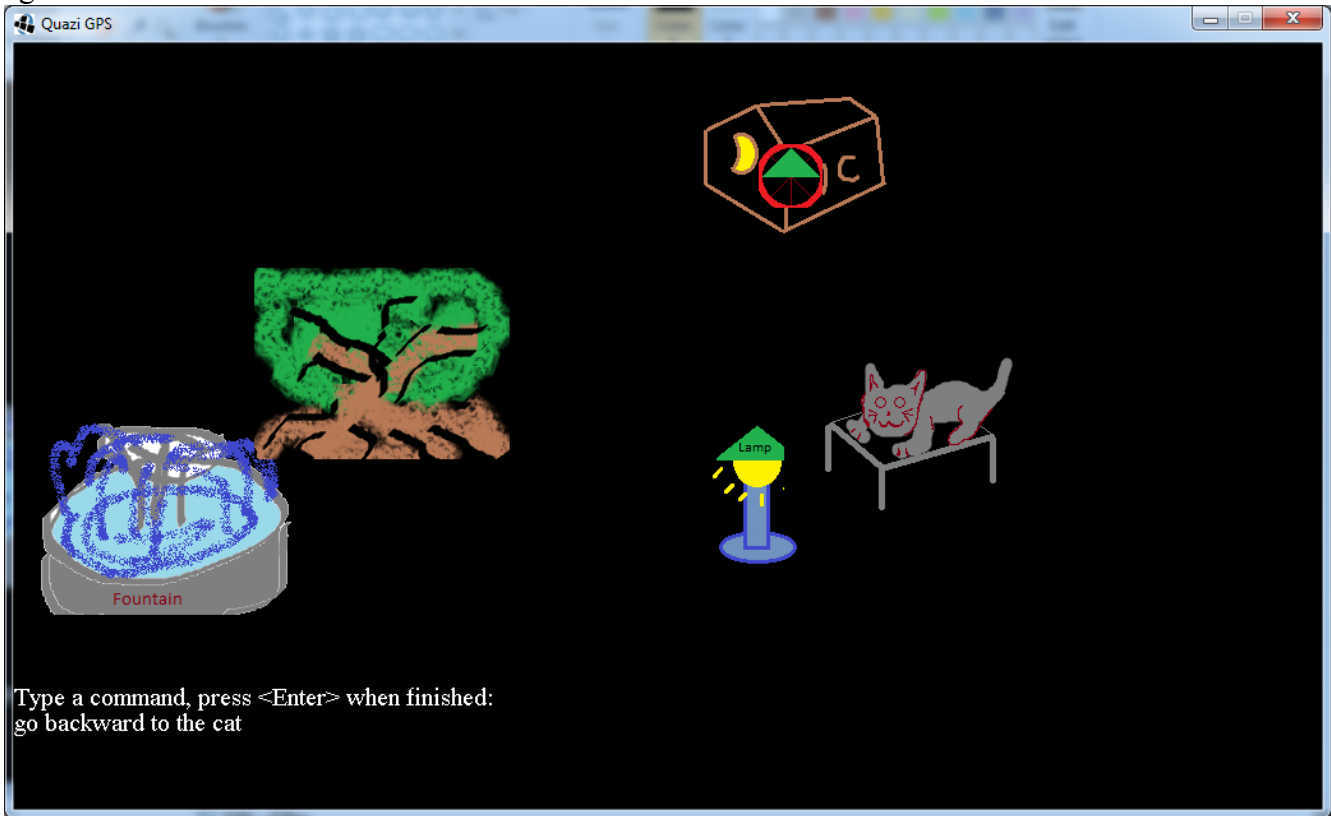 Quazi GPS
C
Lamp
Fountain
Type a command, press <Enter> when finished:
go backward to the cat